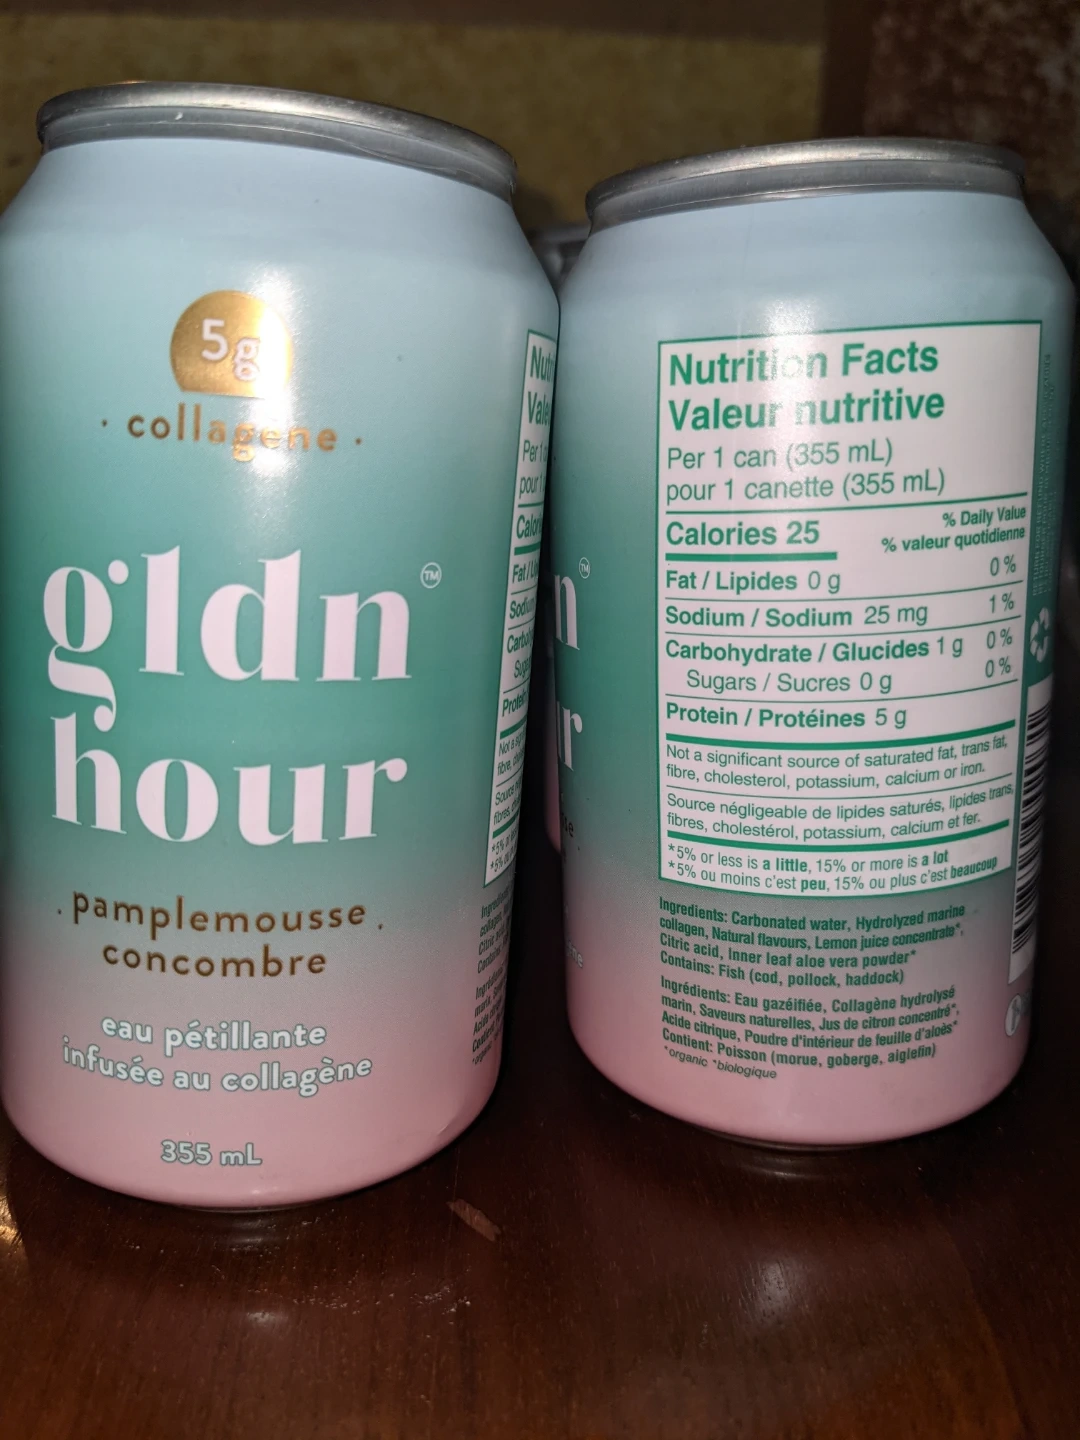 5g
· collagène ·
gldn™
hour
· pamplemousse ·
concombre
eau pétillante
infusée au collagène
355 mL
Nutrition Facts
Valeur nutritive
Per 1 can (355 mL)
pour 1 canette (355 mL)
Calories 25
% Daily Value
% valeur quotidienne
Fat / Lipides 0 g 0 %
Sodium / Sodium 25 mg 1 %
Carbohydrate / Glucides 1 g 0 %
Sugars / Sucres 0 g 0 %
Protein / Protéines 5 g
Not a significant source of saturated fat, trans fat,
fibre, cholesterol, potassium, calcium or iron.
Source négligeable de lipides saturés, lipides trans,
fibres, cholestérol, potassium, calcium et fer.
*5% or less is a little, 15% or more is a lot
*5% ou moins c'est peu, 15% ou plus c'est beaucoup
Ingredients: Carbonated water, Hydrolyzed marine
collagen, Natural flavours, Lemon juice concentrate*,
Citric acid, Inner leaf aloe vera powder*
Contains: Fish (cod, pollock, haddock)
Ingrédients: Eau gazéifiée, Collagène hydrolysé
marin, Saveurs naturelles, Jus de citron concentré*,
Acide citrique, Poudre d'intérieur de feuille d'aloès*
Contient: Poisson (morue, goberge, aiglefin)
*organic *biologique